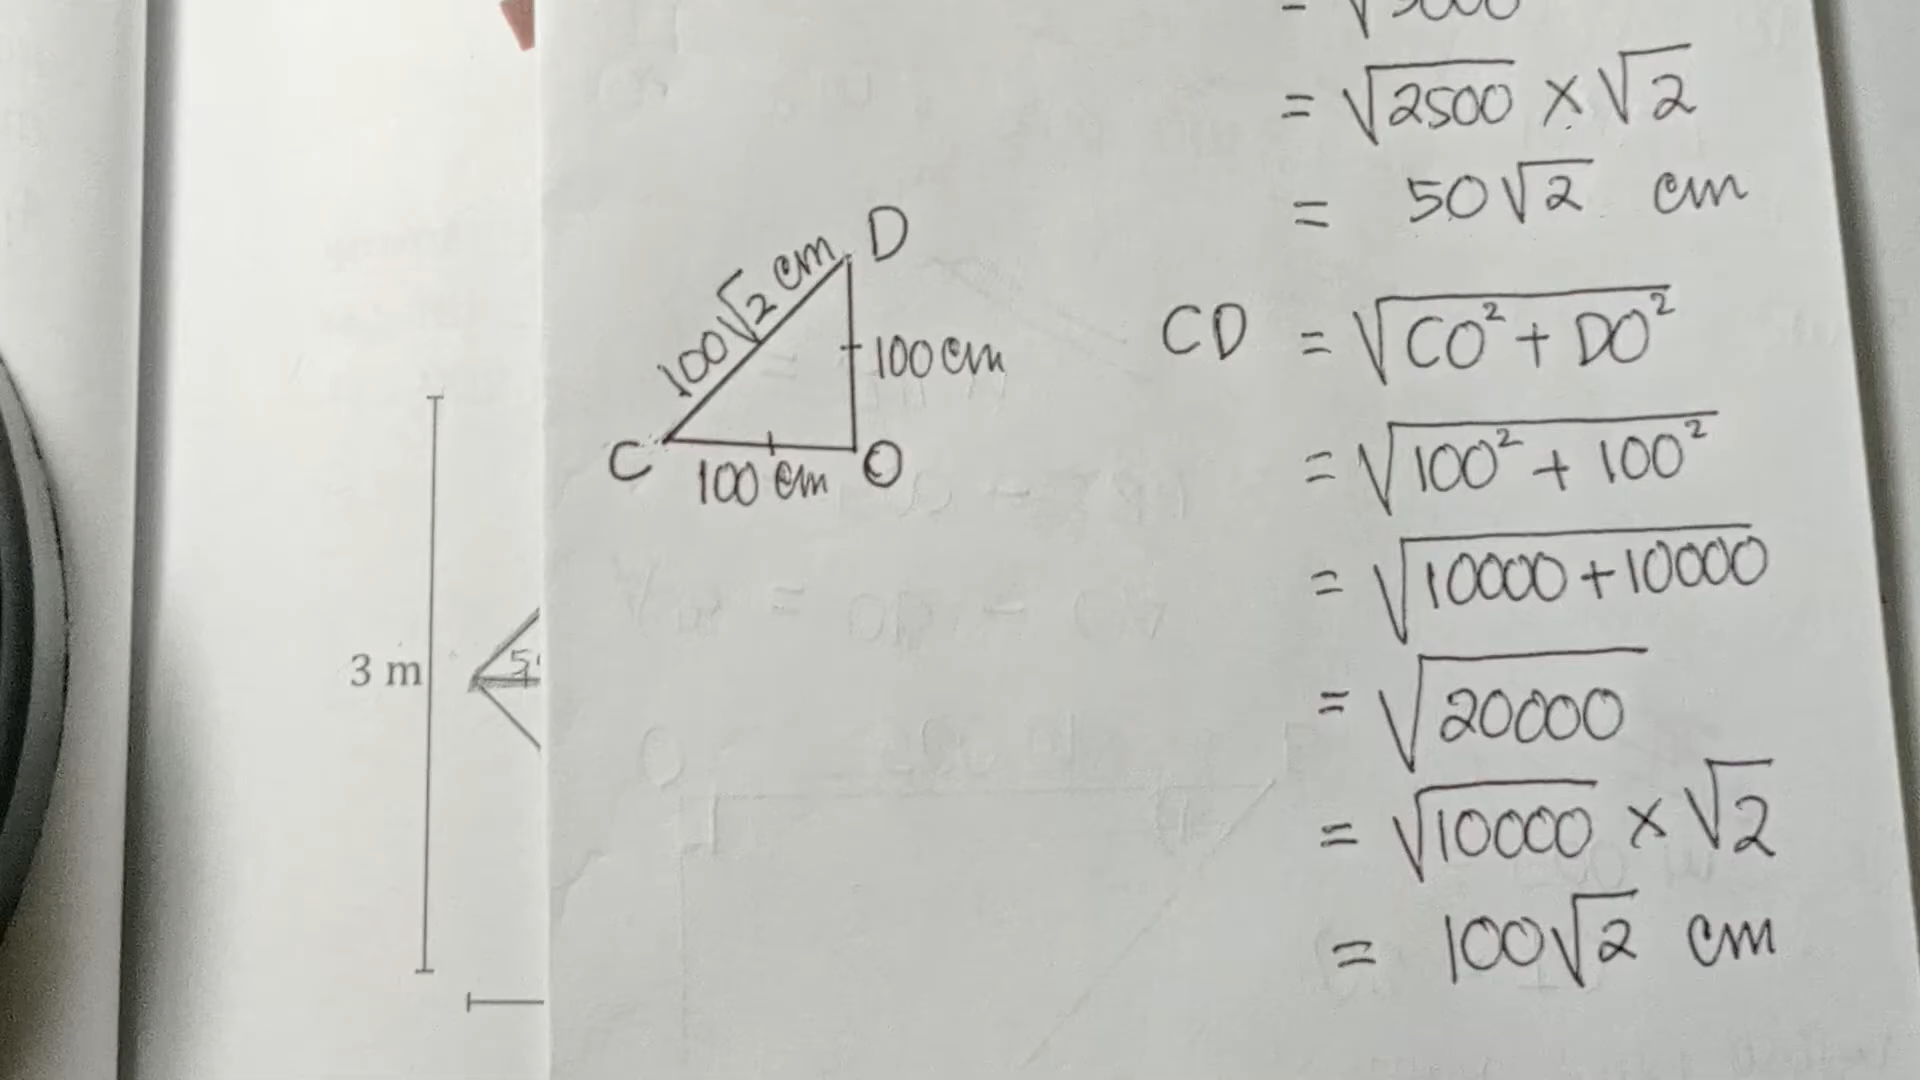 = √5000
= √2500 × √2
= 50√2 cm
D
100√2 cm
100 cm
C
100 cm
O
CD = √CO² + DO²
= √100² + 100²
= √10000 + 10000
= √20000
= √10000 × √2
= 100√2 cm
3 m